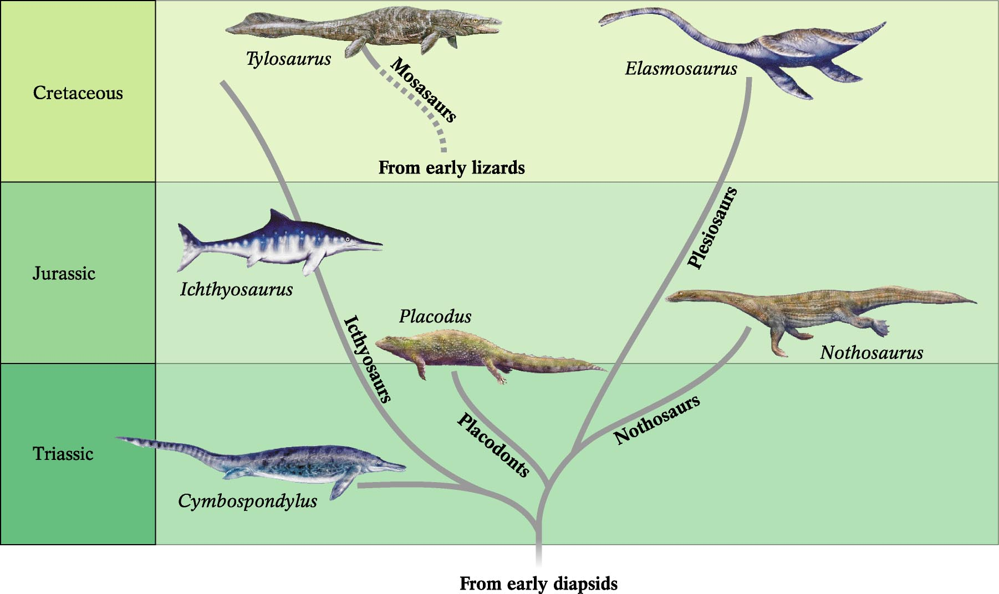 Cretaceous
Tylosaurus
Mosasaurs
Elasmosaurus
From early lizards
Jurassic
Ichthyosaurus
Plesiosaurs
Placodus
Icthyosaurs
Nothosaurus
Triassic
Placodonts
Nothosaurs
Cymbospondylus
From early diapsids